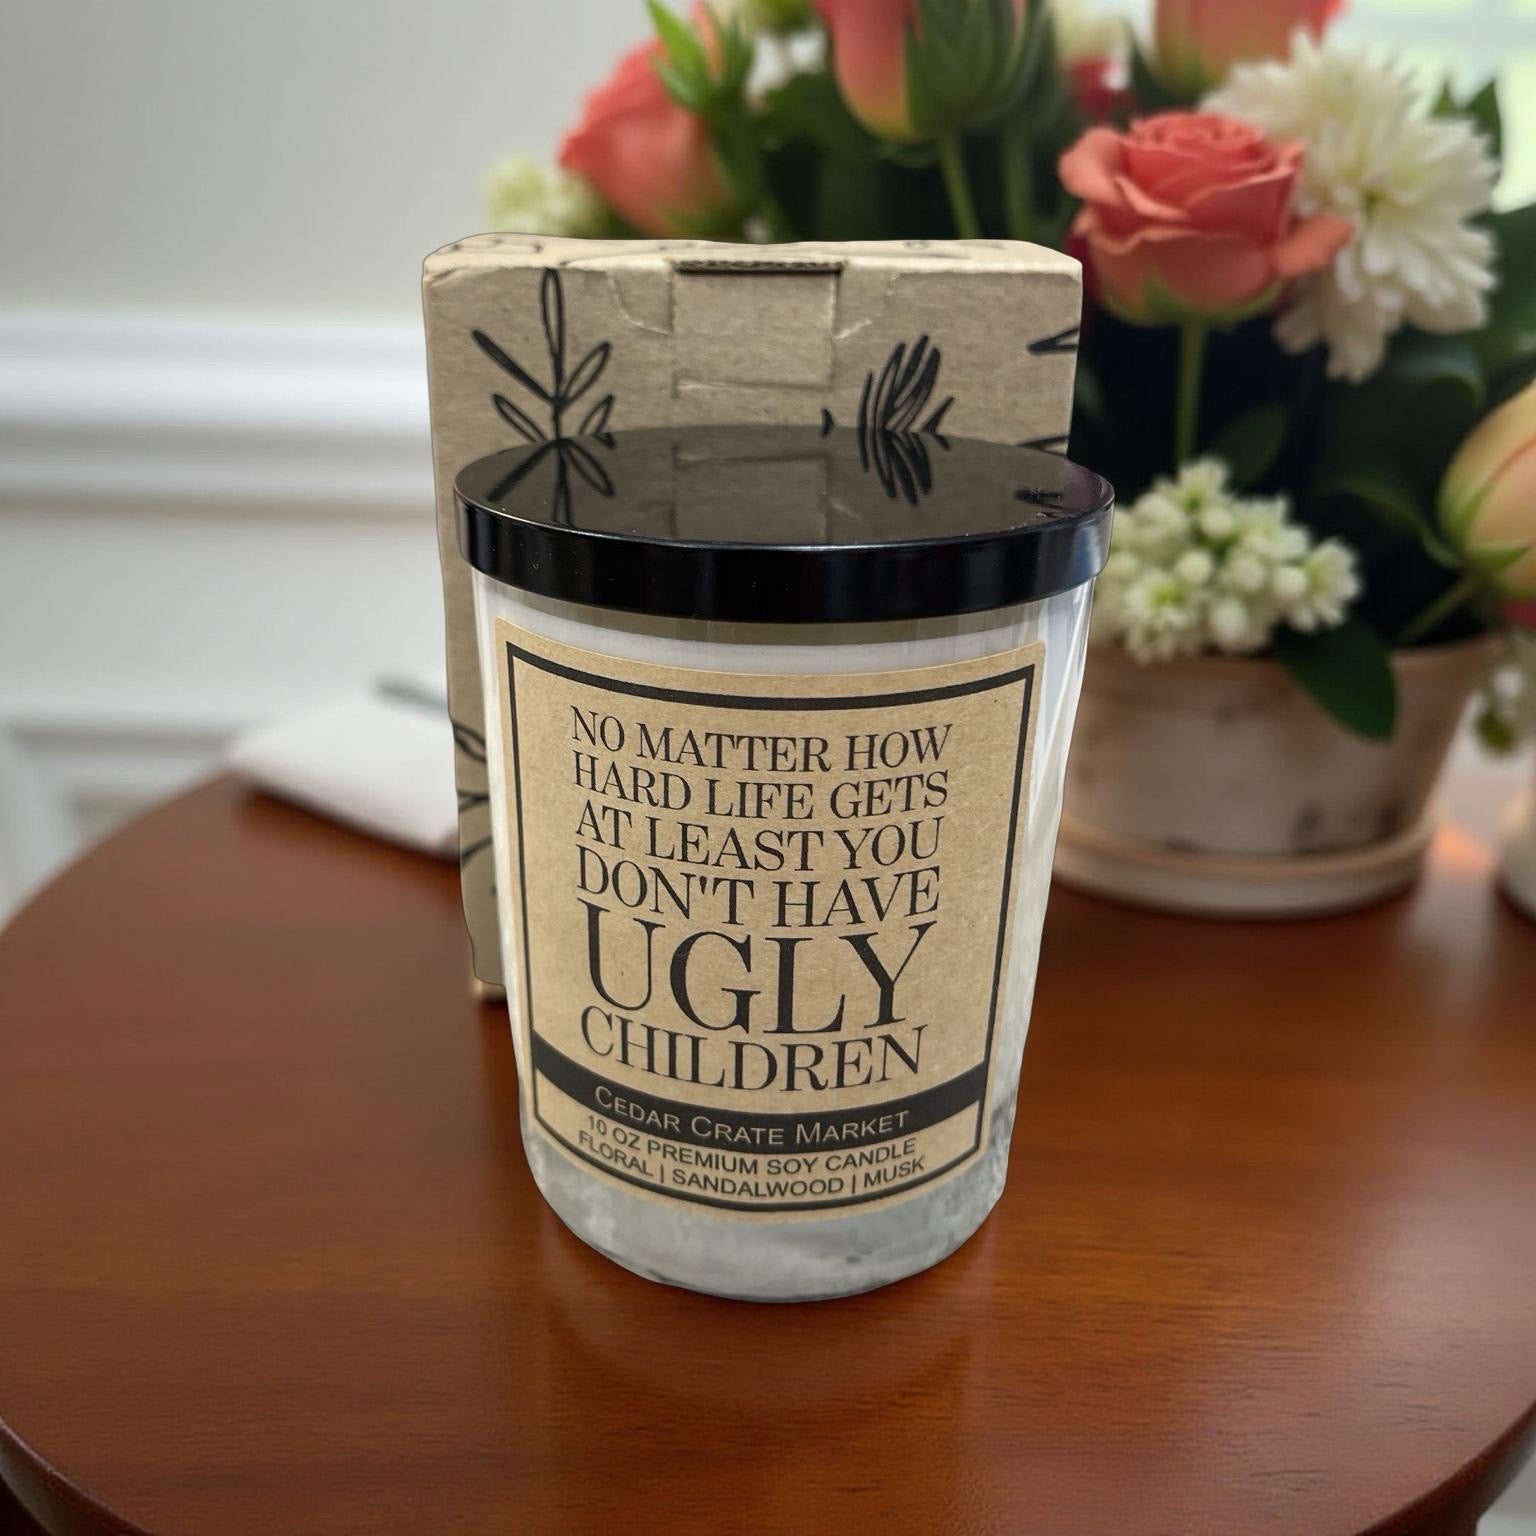 NO MATTER HOW
HARD LIFE GETS
AT LEAST YOU
DON'T HAVE
UGLY
CHILDREN
CEDAR CRATE MARKET
10 OZ PREMIUM SOY CANDLE
FLORAL | SANDALWOOD | MUSK